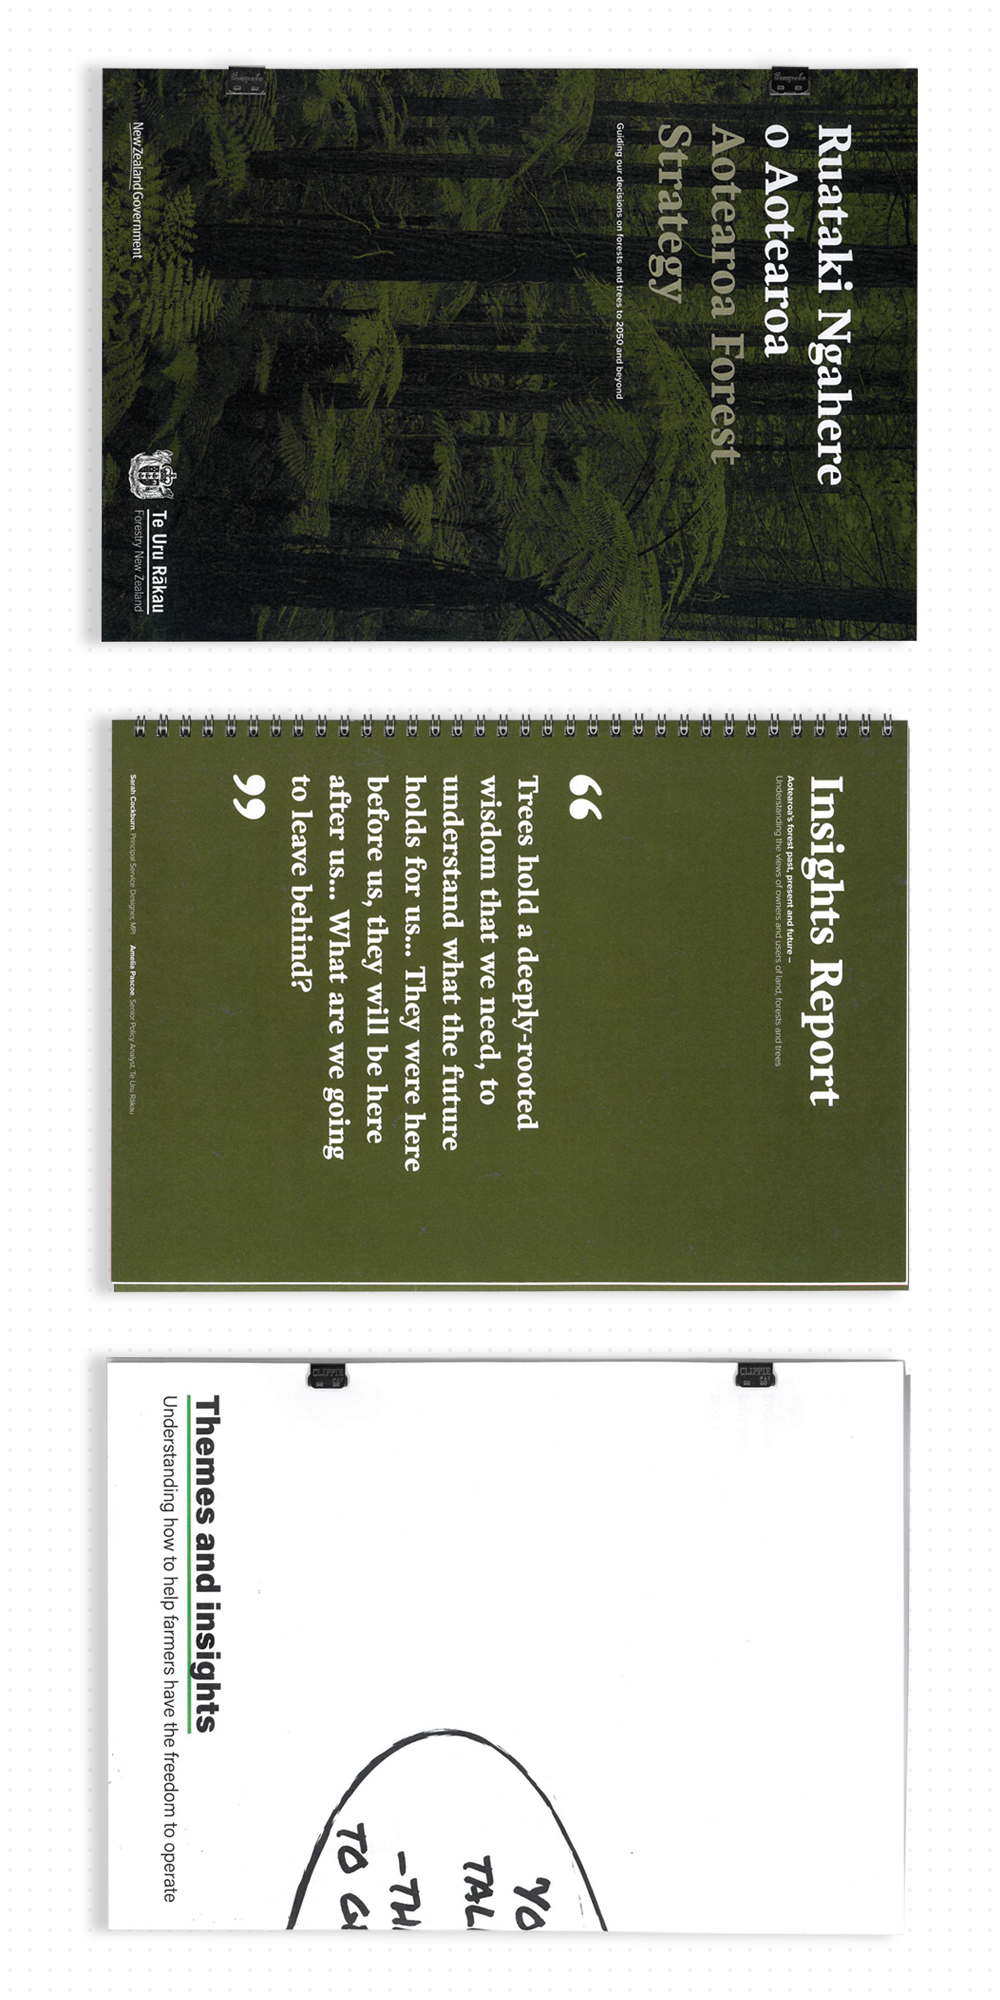 Ruataki Ngahere
o Aotearoa
Aotearoa Forest
Strategy
Guiding our decisions on forests and trees to 2050 and beyond
New Zealand Government
Te Uru Rākau
Forestry New Zealand
Insights Report
Aotearoa's forest past, present and future –
Understanding the views of owners and users of land, forests and trees
“
Trees hold a deeply-rooted
wisdom that we need, to
understand what the future
holds for us... They were here
before us, they will be here
after us... What are we going
to leave behind?
”
Sarah Cockburn, Principal Service Designer, MPI  Amelia Pascoe, Senior Policy Analyst, Te Uru Rākau
CLIPPIE
CLIPPIE
YO
TAL
-TH
TO
Themes and insights
Understanding how to help farmers have the freedom to operate